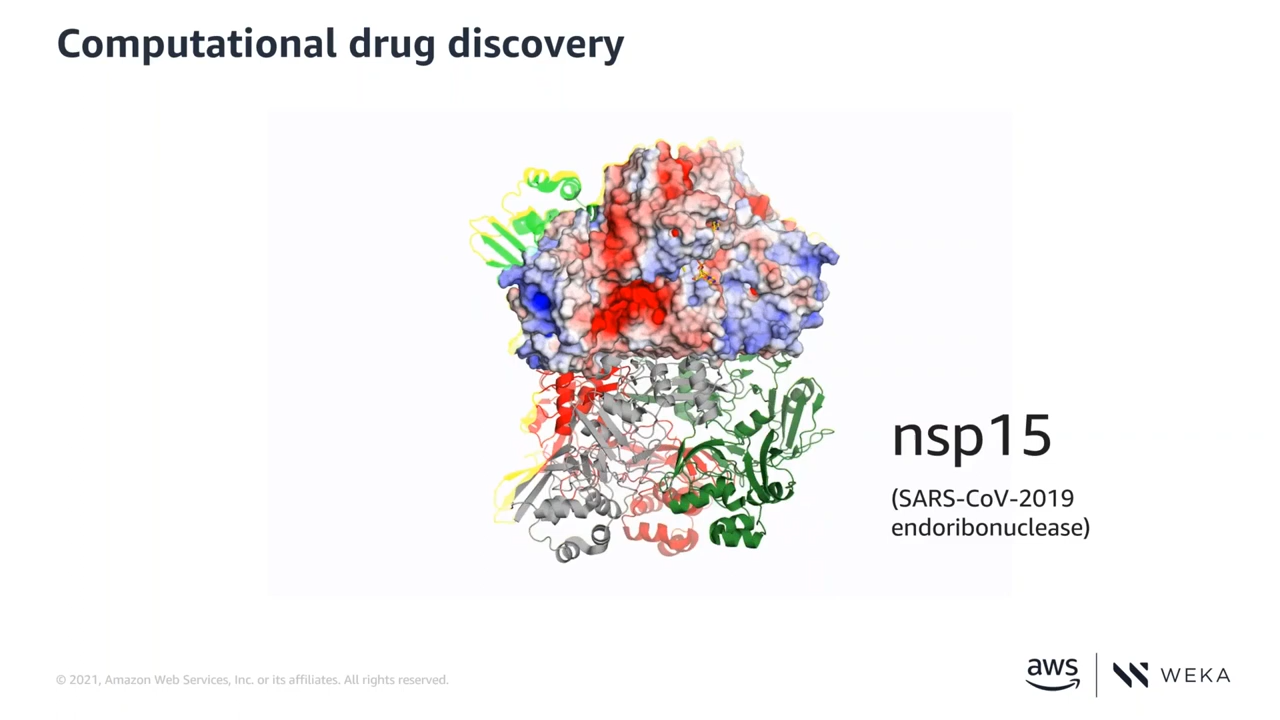 Computational drug discovery
nsp15
(SARS-CoV-2019
endoribonuclease)
© 2021, Amazon Web Services, Inc. or its affiliates. All rights reserved.
aws
WEKA